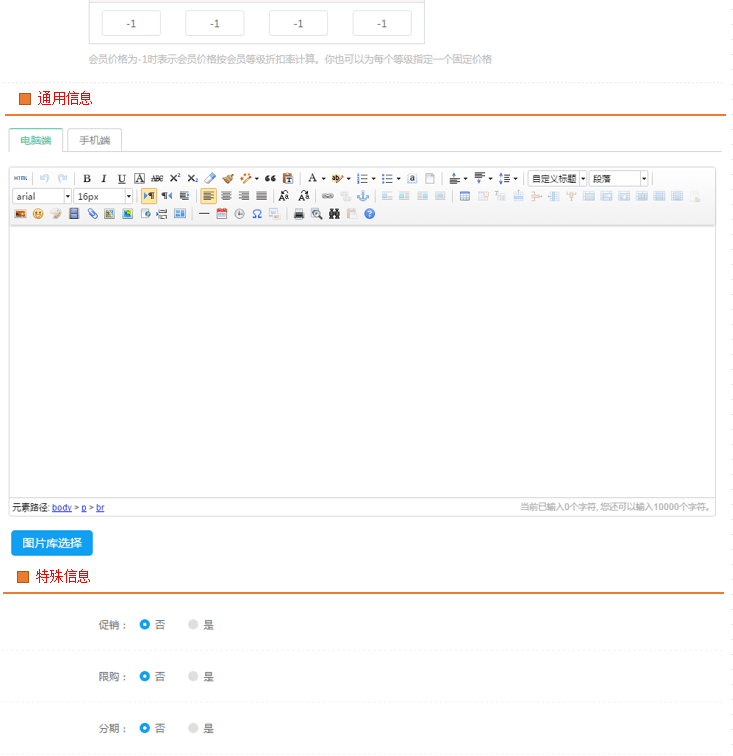 -1 -1 -1 -1
会员价格为-1时表示会员价格按会员等级折扣率计算。你也可以为每个等级指定一个固定价格
通用信息
电脑端 手机端
HTML B I U A ABC X² X₂ A ab 自定义标题 段落
arial 16px
元素路径: body > p > br 当前已输入0个字符, 您还可以输入10000个字符。
图片库选择
特殊信息
促销： 否 是
限购： 否 是
分期： 否 是